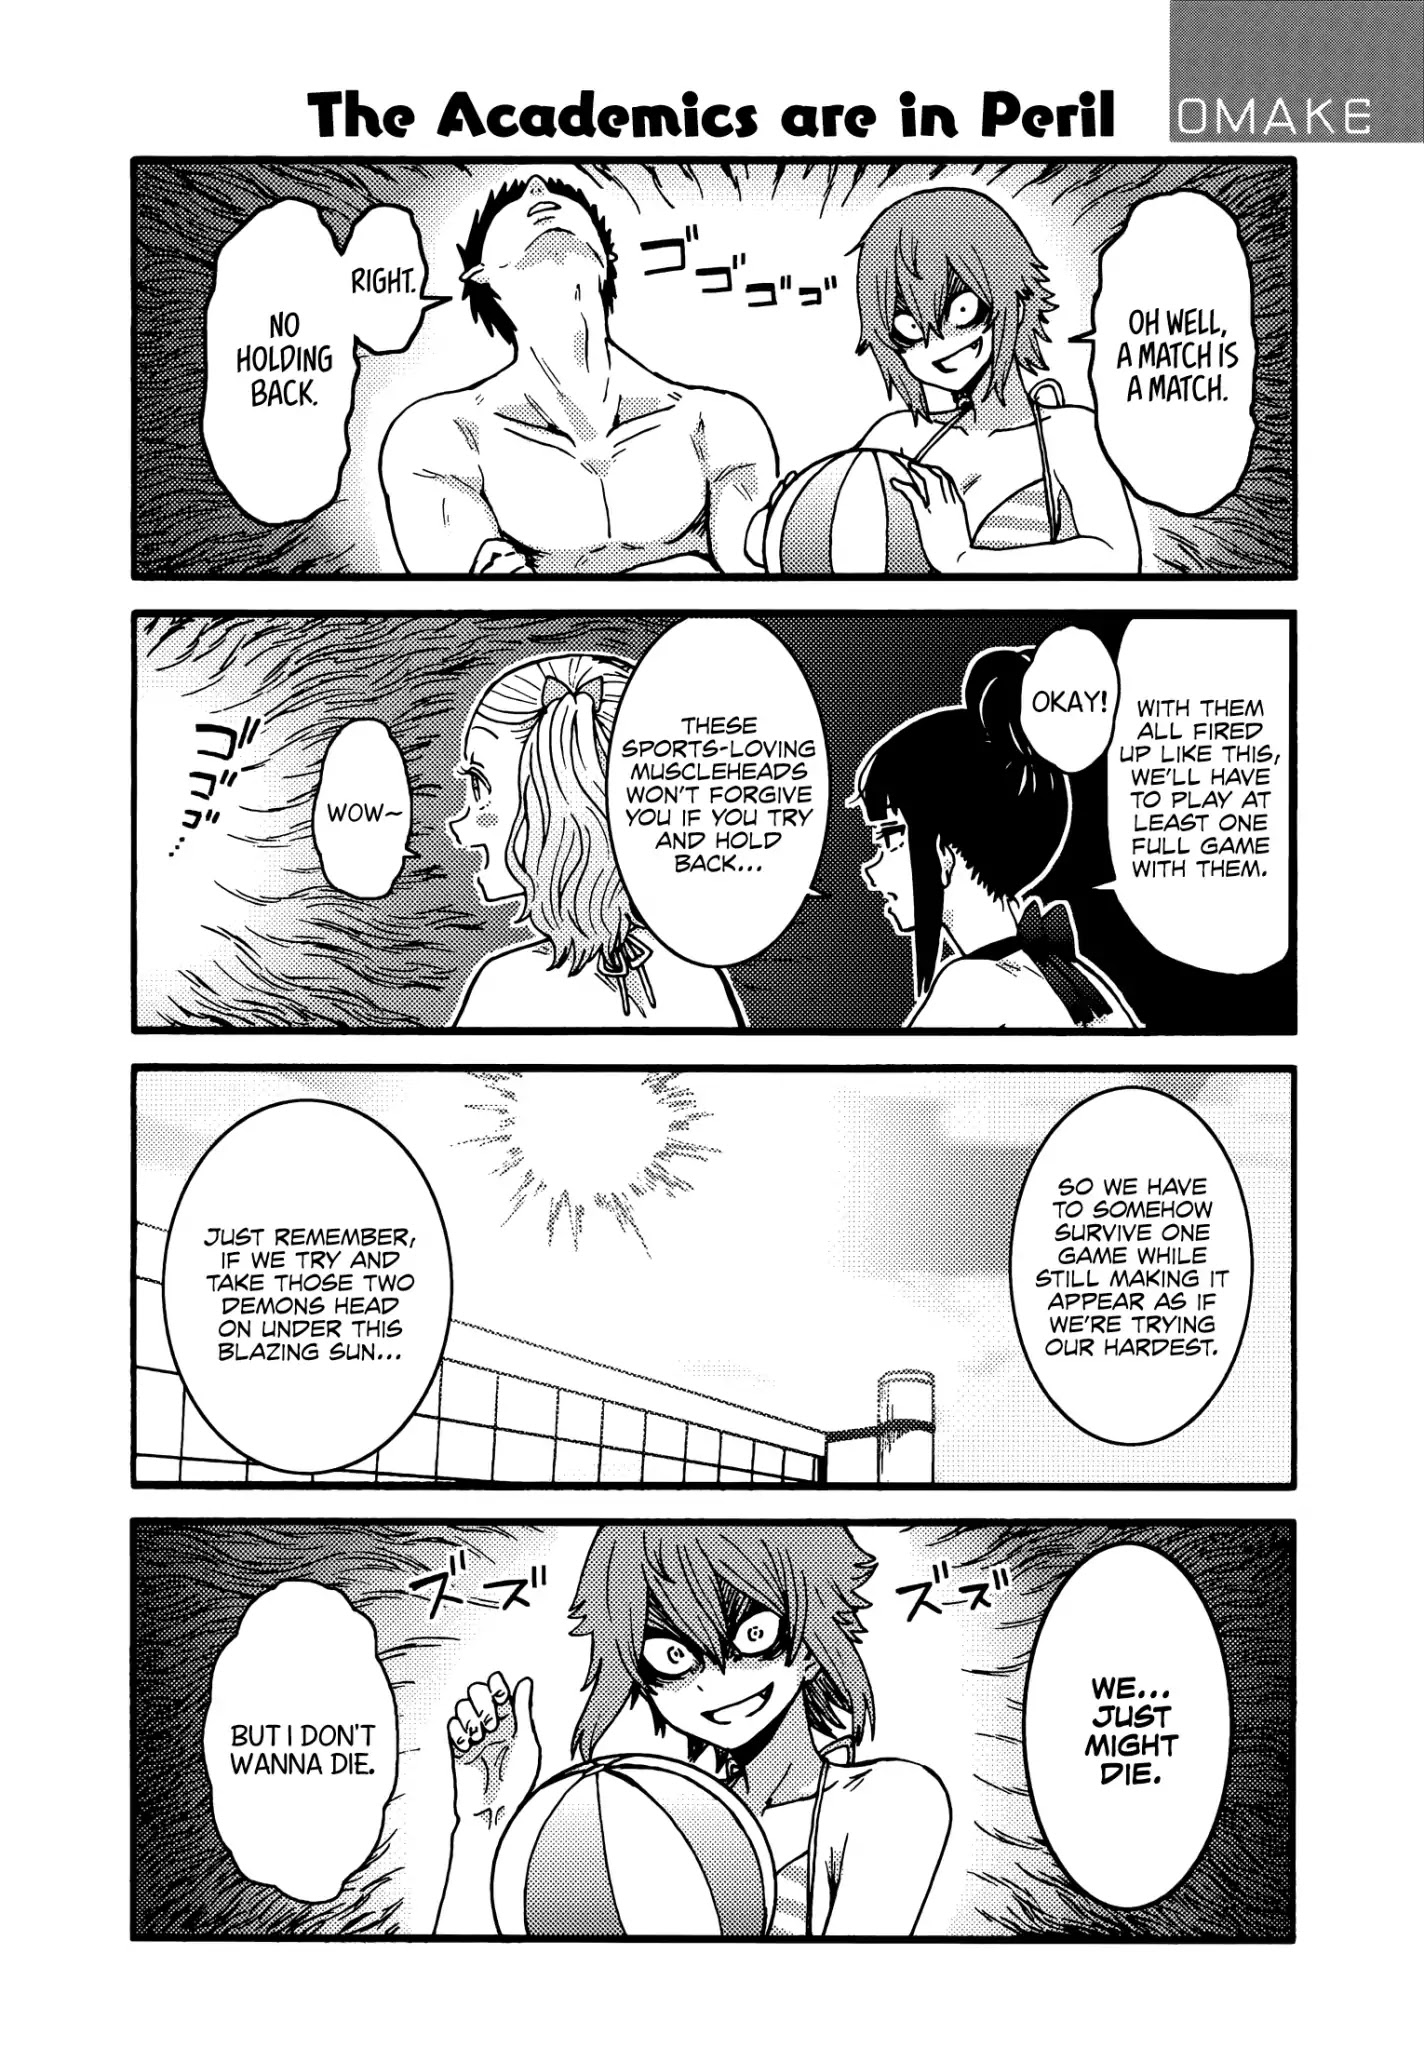 OMAKE
The Academics are in Peril
OH WELL,
A MATCH IS
A MATCH.
ゴゴゴゴ
RIGHT.
NO
HOLDING
BACK.
WITH THEM
ALL FIRED
UP LIKE THIS,
WE'LL HAVE
TO PLAY AT
LEAST ONE
FULL GAME
WITH THEM.
OKAY!
THESE
SPORTS-LOVING
MUSCLEHEADS
WON'T FORGIVE
YOU IF YOU TRY
AND HOLD
BACK...
WOW~
ゴゴゴ...
SO WE HAVE
TO SOMEHOW
SURVIVE ONE
GAME WHILE
STILL MAKING IT
APPEAR AS IF
WE'RE TRYING
OUR HARDEST.
JUST REMEMBER,
IF WE TRY AND
TAKE THOSE TWO
DEMONS HEAD
ON UNDER THIS
BLAZING SUN...
WE...
JUST
MIGHT
DIE.
ズズズ
ズズズ
BUT I DON'T
WANNA DIE.